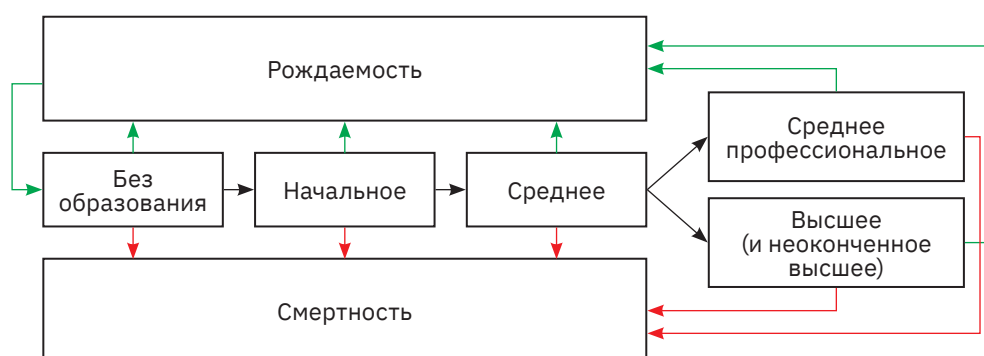 Рождаемость
Без
образования
Начальное
Среднее
Среднее
профессиональное
Высшее
(и неоконченное
высшее)
Смертность